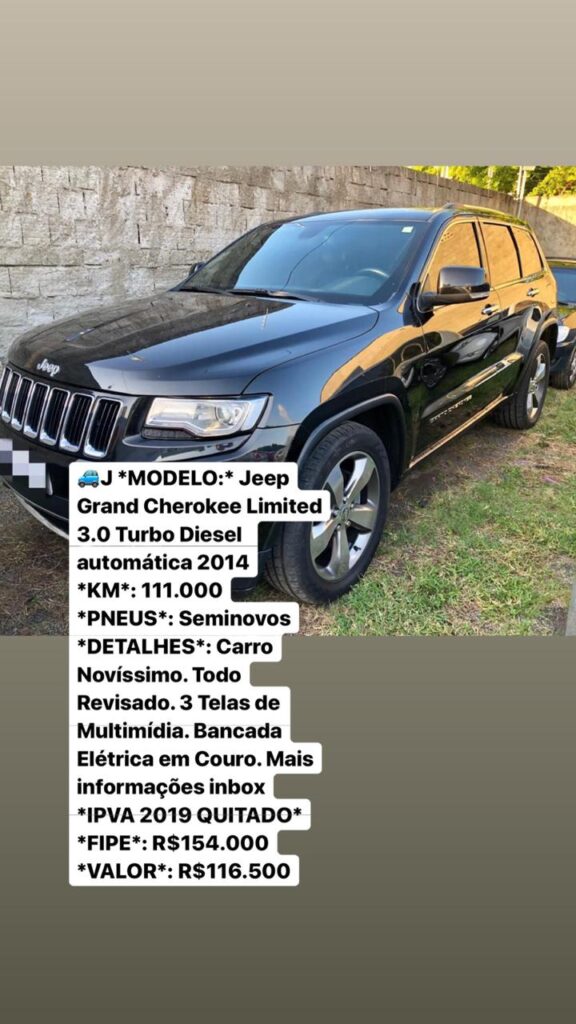 Jeep
🚙J *MODELO:* Jeep
Grand Cherokee Limited
3.0 Turbo Diesel
automática 2014
*KM*: 111.000
*PNEUS*: Seminovos
*DETALHES*: Carro
Novíssimo. Todo
Revisado. 3 Telas de
Multimídia. Bancada
Elétrica em Couro. Mais
informações inbox
*IPVA 2019 QUITADO*
*FIPE*: R$154.000
*VALOR*: R$116.500